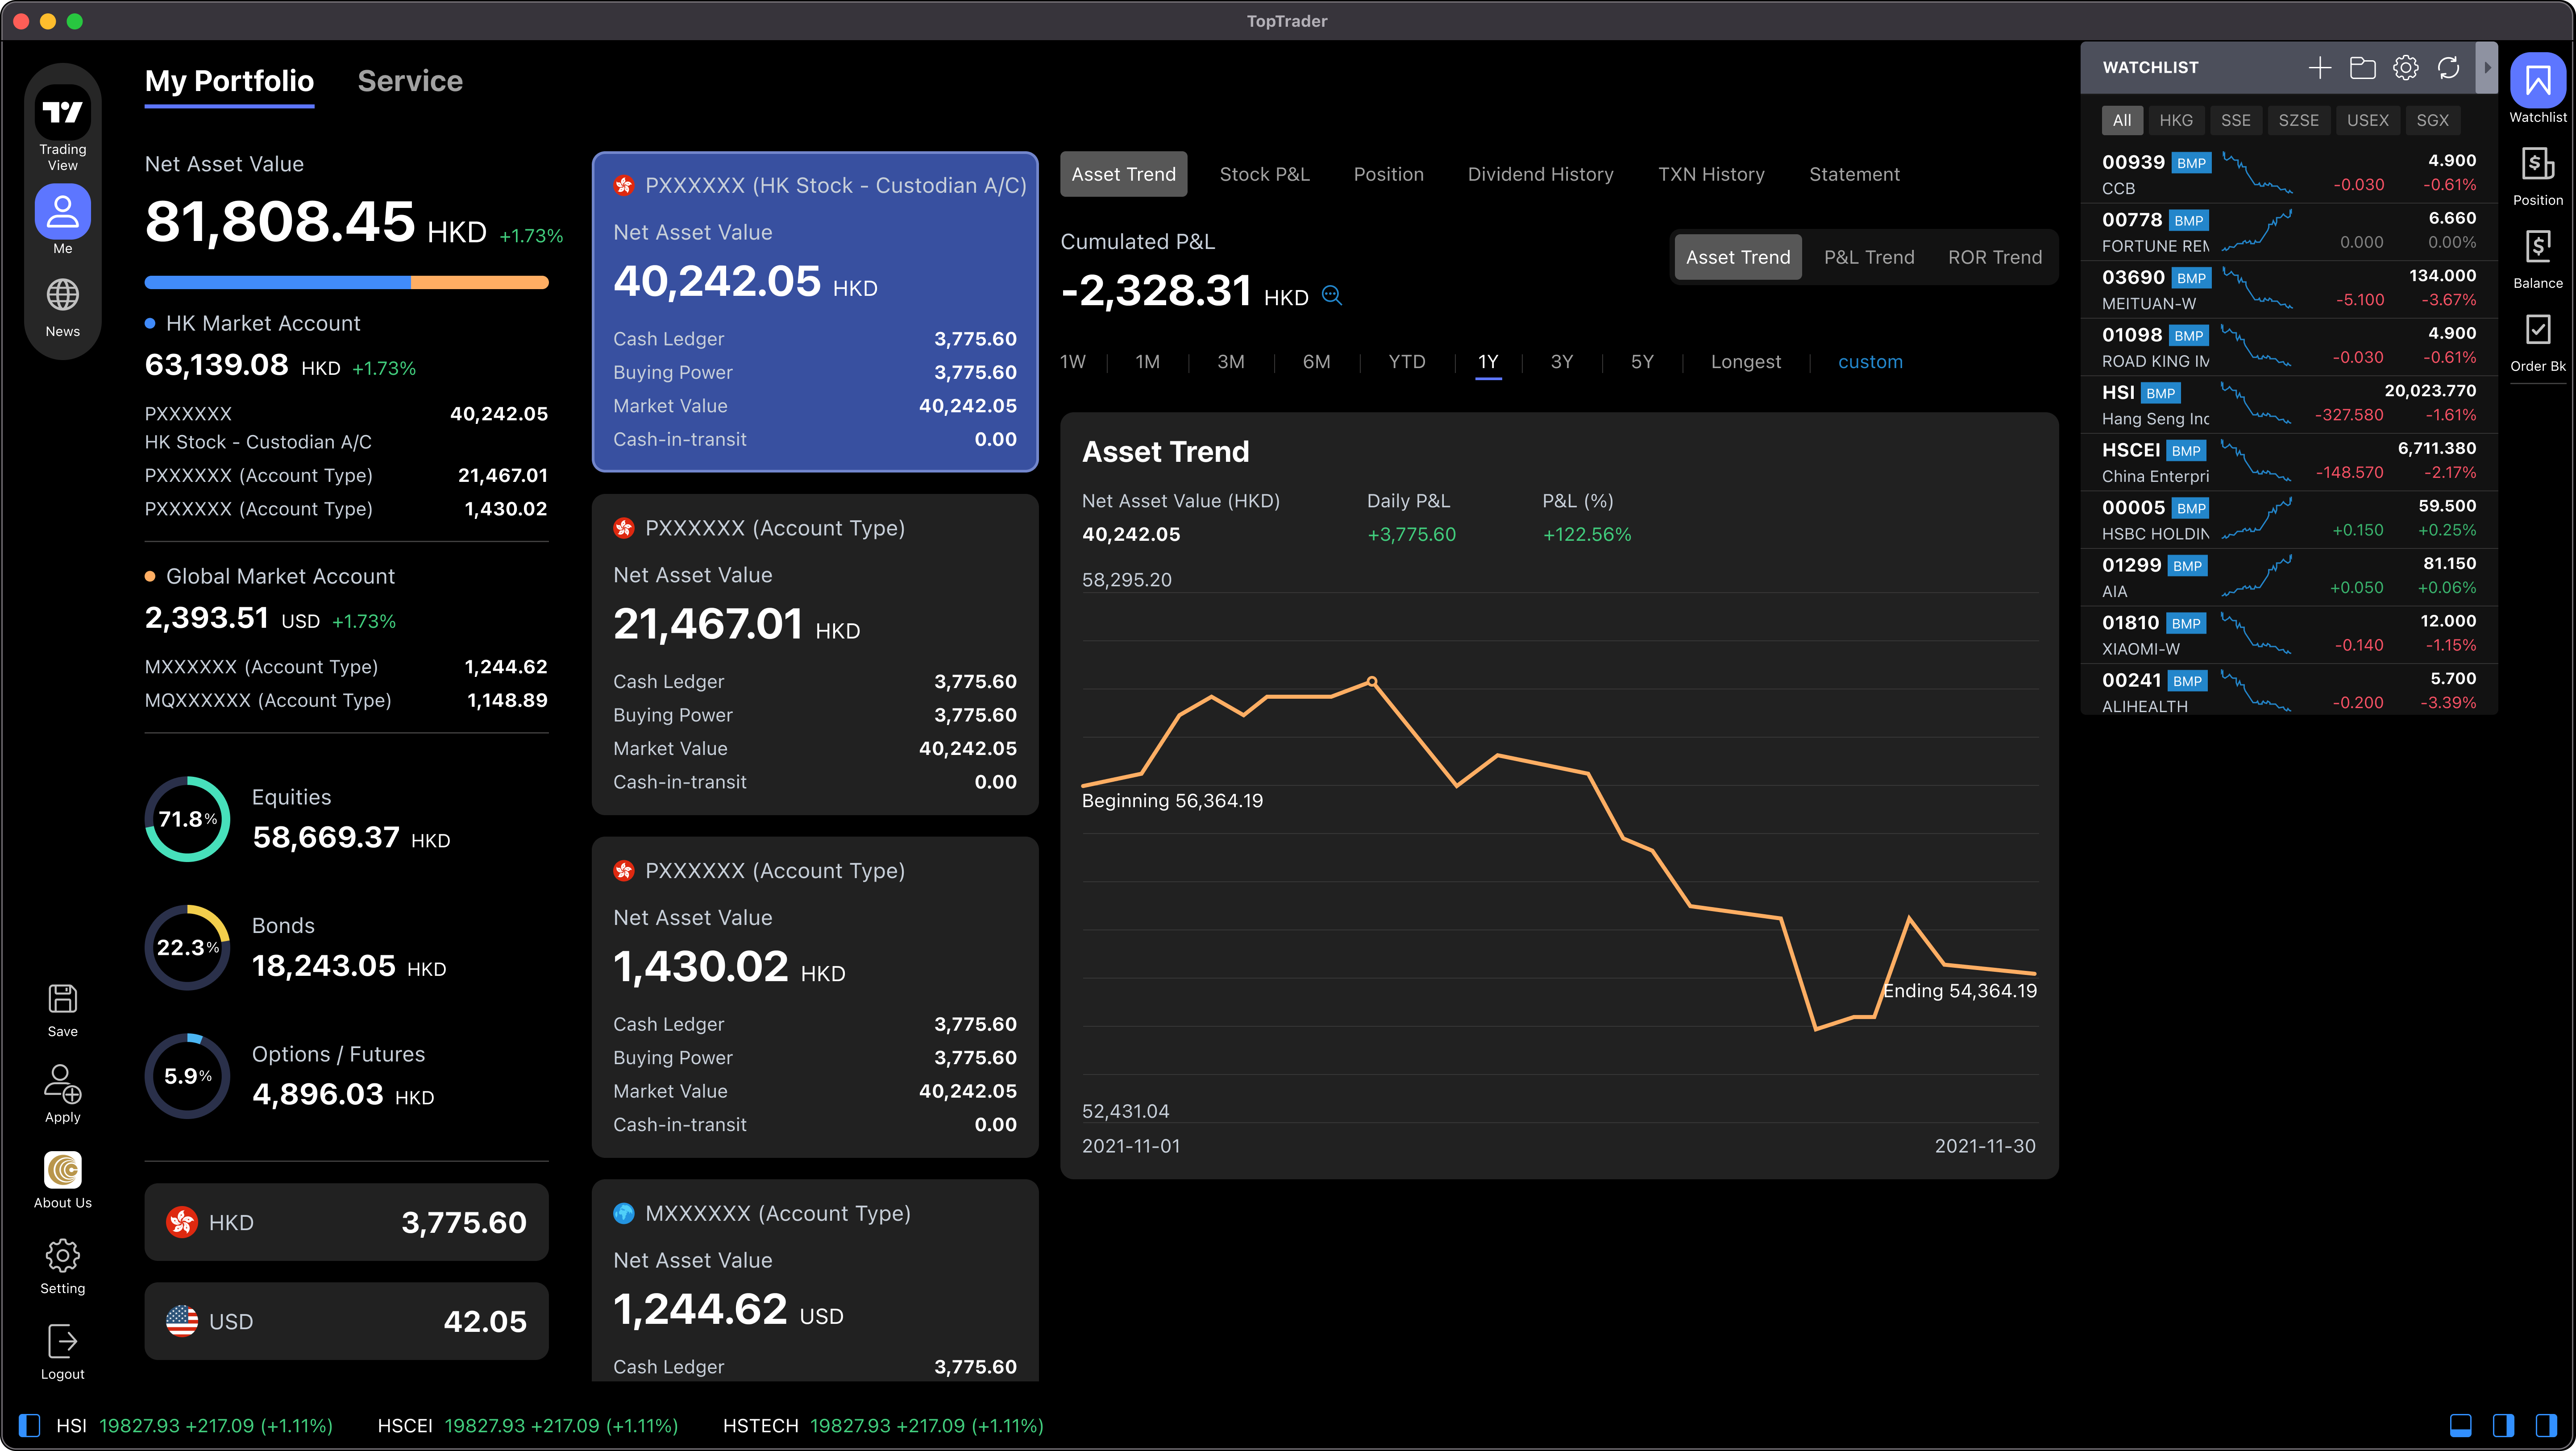 TopTrader
Trading
View
Me
News
Save
Apply
About Us
Setting
Logout
My Portfolio
Service
Net Asset Value
81,808.45 HKD +1.73%
HK Market Account
63,139.08 HKD +1.73%
PXXXXXX 40,242.05
HK Stock - Custodian A/C
PXXXXXX (Account Type) 21,467.01
PXXXXXX (Account Type) 1,430.02
Global Market Account
2,393.51 USD +1.73%
MXXXXXX (Account Type) 1,244.62
MQXXXXXX (Account Type) 1,148.89
71.8%
Equities
58,669.37 HKD
22.3%
Bonds
18,243.05 HKD
5.9%
Options / Futures
4,896.03 HKD
HKD 3,775.60
USD 42.05
PXXXXXX (HK Stock - Custodian A/C)
Net Asset Value
40,242.05 HKD
Cash Ledger 3,775.60
Buying Power 3,775.60
Market Value 40,242.05
Cash-in-transit 0.00
PXXXXXX (Account Type)
Net Asset Value
21,467.01 HKD
Cash Ledger 3,775.60
Buying Power 3,775.60
Market Value 40,242.05
Cash-in-transit 0.00
PXXXXXX (Account Type)
Net Asset Value
1,430.02 HKD
Cash Ledger 3,775.60
Buying Power 3,775.60
Market Value 40,242.05
Cash-in-transit 0.00
MXXXXXX (Account Type)
Net Asset Value
1,244.62 USD
Cash Ledger 3,775.60
Asset Trend Stock P&L Position Dividend History TXN History Statement
Cumulated P&L
-2,328.31 HKD
Asset Trend P&L Trend ROR Trend
1W 1M 3M 6M YTD 1Y 3Y 5Y Longest custom
Asset Trend
Net Asset Value (HKD) Daily P&L P&L (%)
40,242.05 +3,775.60 +122.56%
58,295.20
Beginning 56,364.19
Ending 54,364.19
52,431.04
2021-11-01 2021-11-30
WATCHLIST
All HKG SSE SZSE USEX SGX
00939 BMP 4.900
CCB -0.030 -0.61%
00778 BMP 6.660
FORTUNE REI 0.000 0.00%
03690 BMP 134.000
MEITUAN-W -5.100 -3.67%
01098 BMP 4.900
ROAD KING IN -0.030 -0.61%
HSI BMP 20,023.770
Hang Seng Inc -327.580 -1.61%
HSCEI BMP 6,711.380
China Enterpri -148.570 -2.17%
00005 BMP 59.500
HSBC HOLDIN +0.150 +0.25%
01299 BMP 81.150
AIA +0.050 +0.06%
01810 BMP 12.000
XIAOMI-W -0.140 -1.15%
00241 BMP 5.700
ALIHEALTH -0.200 -3.39%
Watchlist
Position
Balance
Order Bk
HSI 19827.93 +217.09 (+1.11%) HSCEI 19827.93 +217.09 (+1.11%) HSTECH 19827.93 +217.09 (+1.11%)